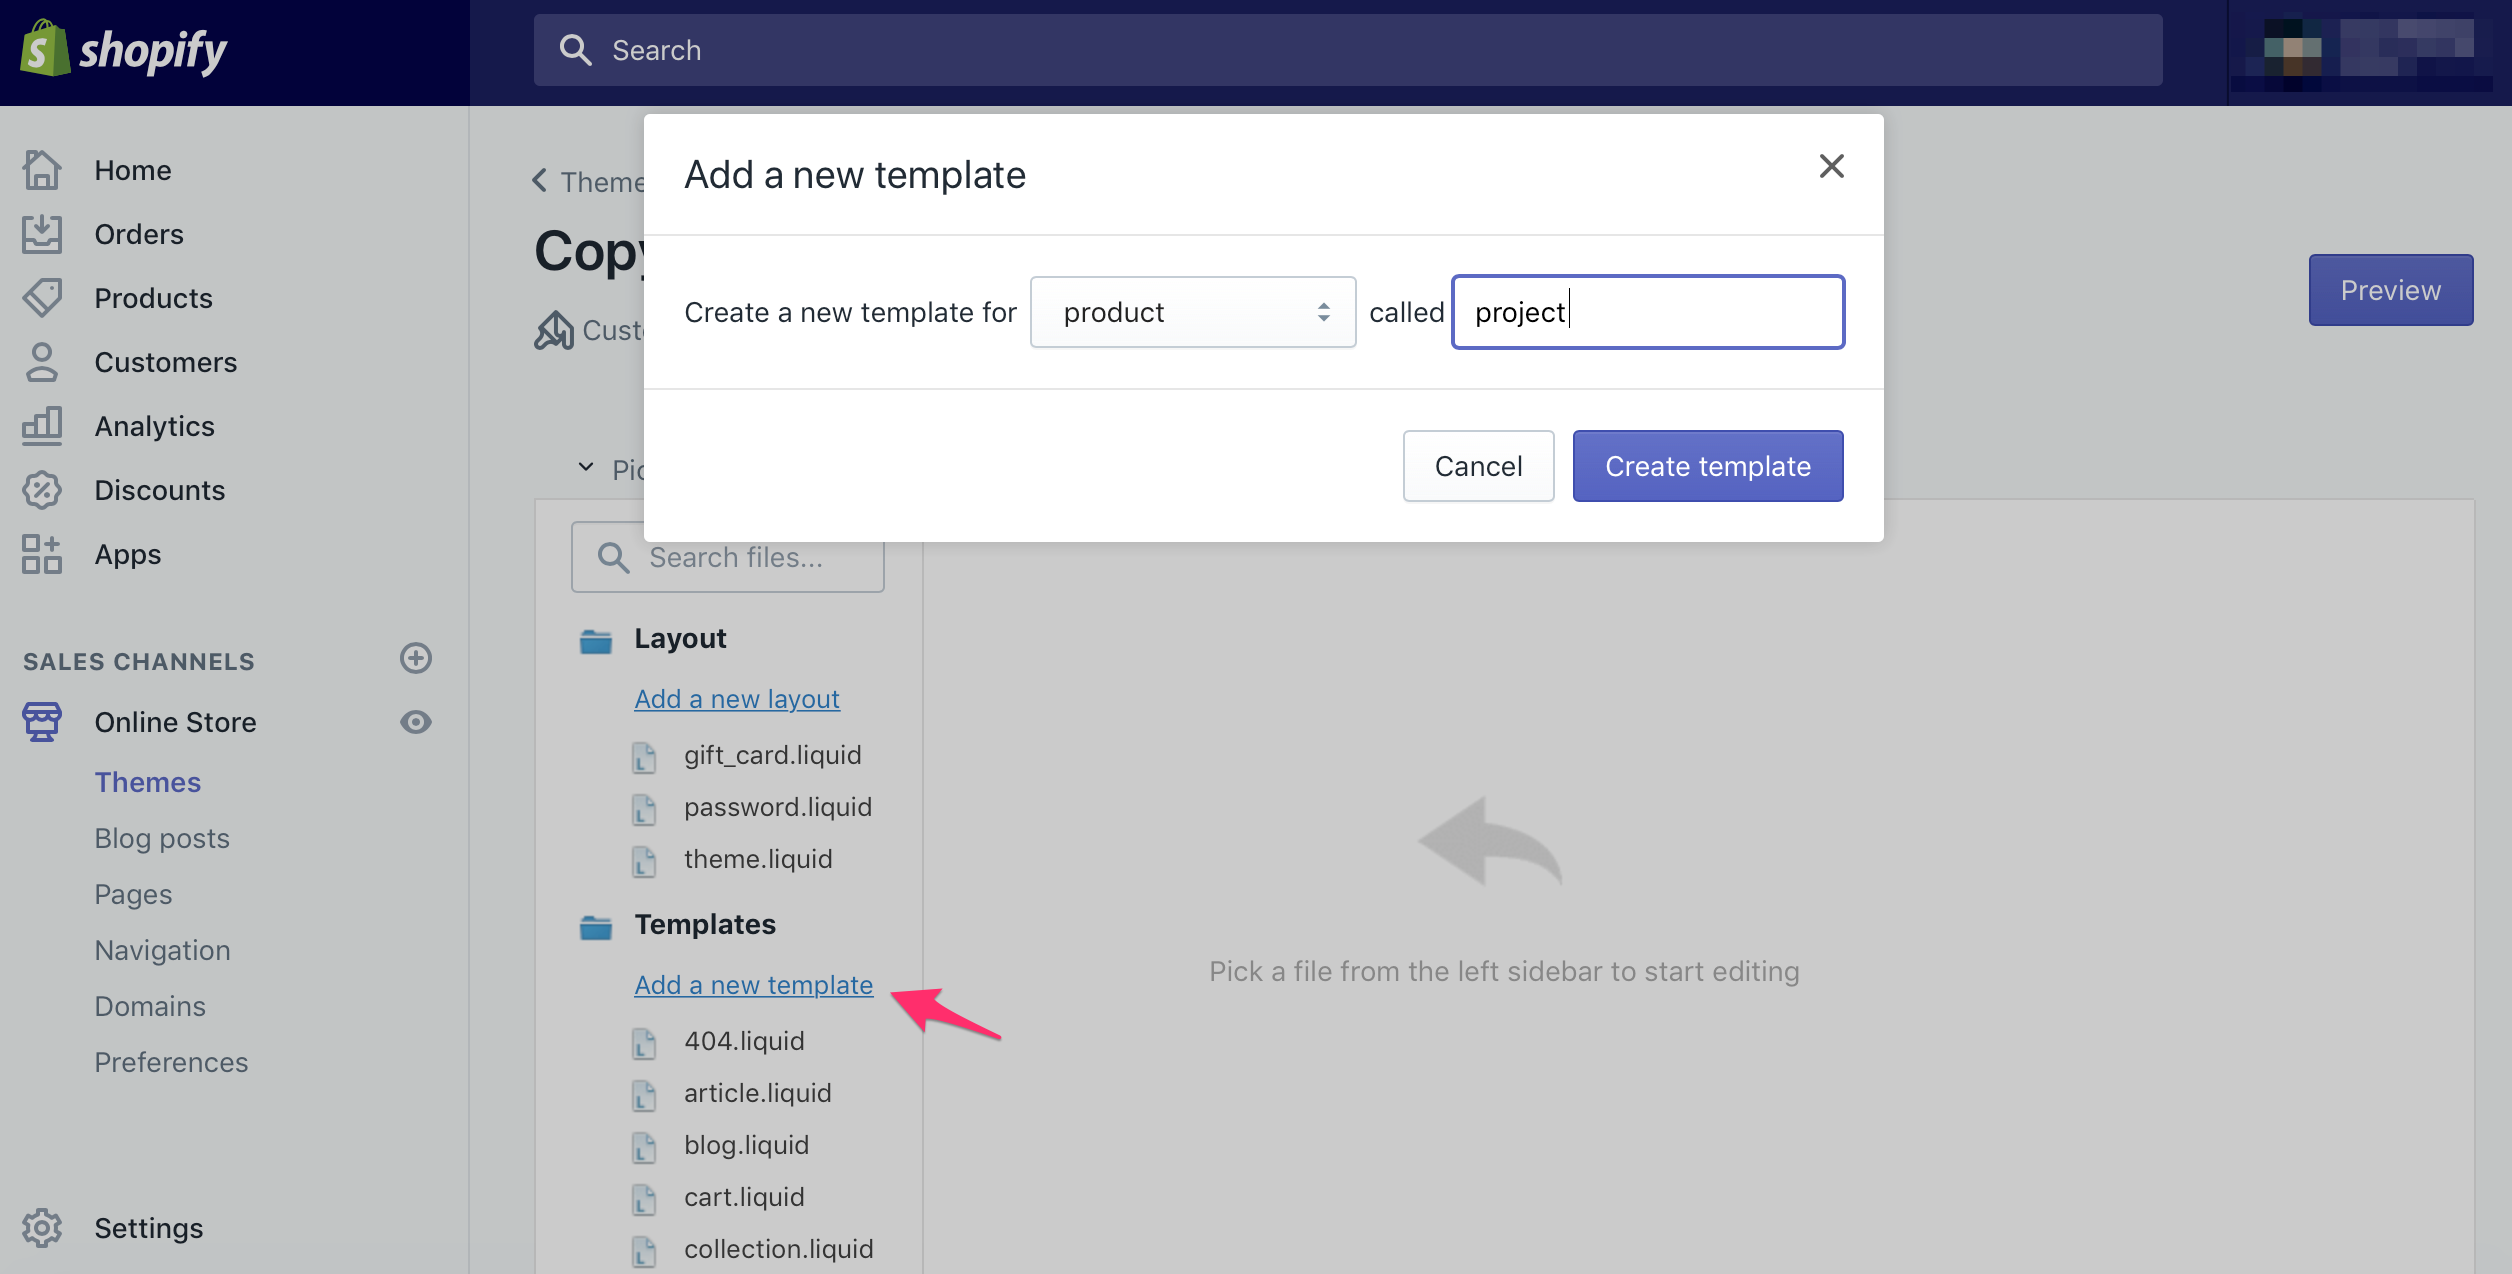 shopify
Search
Home
Orders
Products
Customers
Analytics
Discounts
Apps
SALES CHANNELS
Online Store
Themes
Blog posts
Pages
Navigation
Domains
Preferences
Settings
Theme
Copy
Preview
Add a new template
Create a new template for product called project
Cancel Create template
Search files...
Layout
Add a new layout
gift_card.liquid
password.liquid
theme.liquid
Templates
Add a new template
404.liquid
article.liquid
blog.liquid
cart.liquid
collection.liquid
Pick a file from the left sidebar to start editing